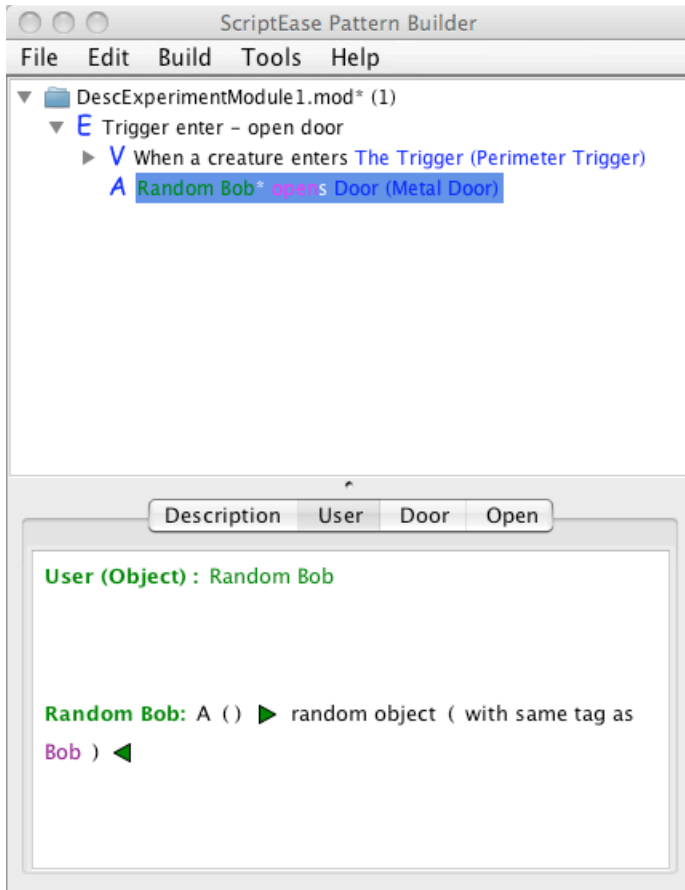 ScriptEase Pattern Builder
File Edit Build Tools Help
DescExperimentModule1.mod* (1)
E Trigger enter – open door
V When a creature enters The Trigger (Perimeter Trigger)
A Random Bob* opens Door (Metal Door)
Description User Door Open
User (Object) : Random Bob
Random Bob: A () ▶ random object ( with same tag as
Bob ) ◀